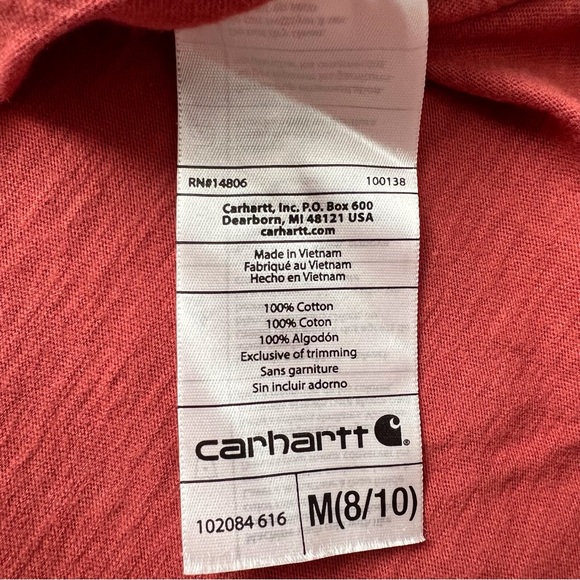 RN#14806 100138
Carhartt, Inc. P.O. Box 600
Dearborn, MI 48121 USA
carhartt.com
Made in Vietnam
Fabriqué au Vietnam
Hecho en Vietnam
100% Cotton
100% Coton
100% Algodón
Exclusive of trimming
Sans garniture
Sin incluir adorno
carhartt
102084 616 M(8/10)